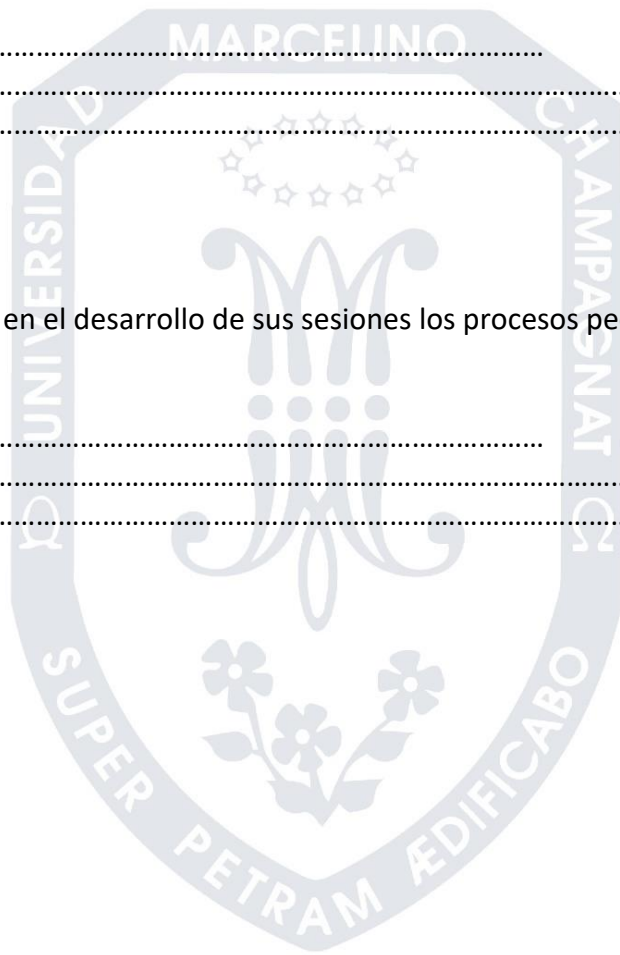 MARCELINO
UNIVERSIDAD
CHAMPAGNAT
……………………………………………………………………
………………………………………………………………………………
………………………………………………………………………………
en el desarrollo de sus sesiones los procesos pe
……………………………………………………………………
………………………………………………………………………………
………………………………………………………………………………
SUPER PETRAM ÆDIFICABO